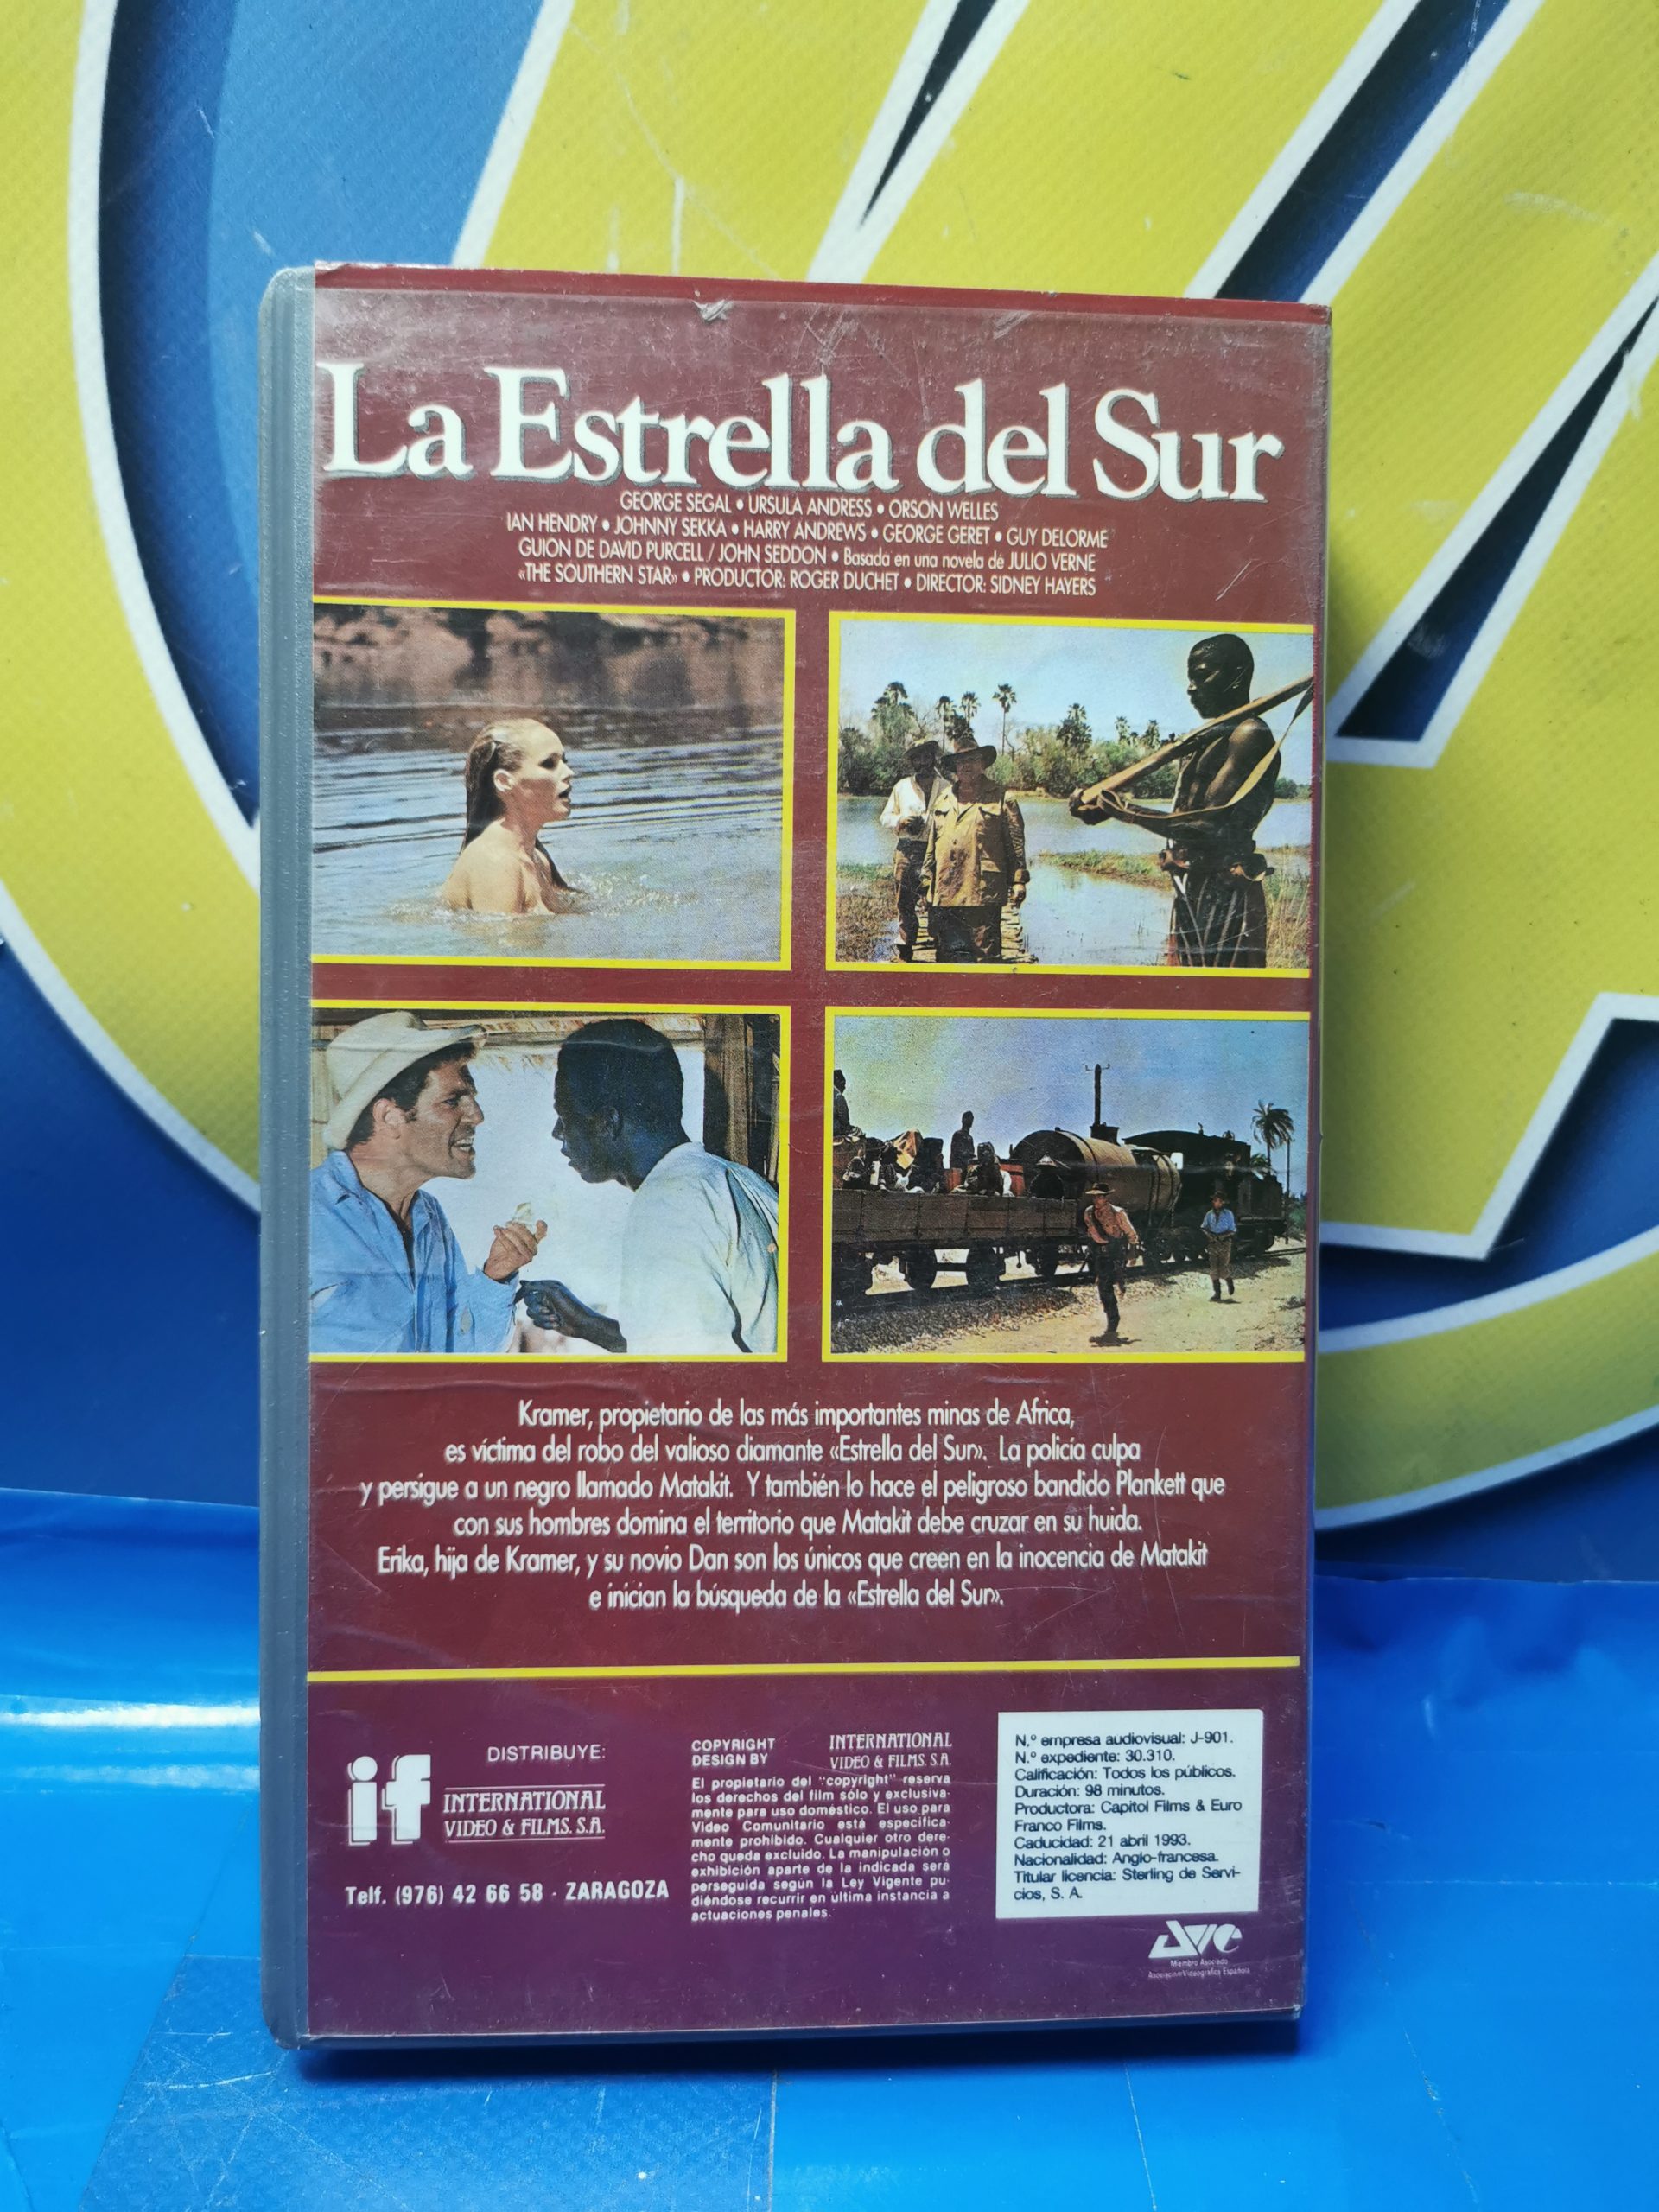 La Estrella del Sur
GEORGE SEGAL • URSULA ANDRESS • ORSON WELLES
IAN HENDRY • JOHNNY SEKKA • HARRY ANDREWS • GEORGE GERET • GUY DELORME
GUION DE DAVID PURCELL / JOHN SEDDON • Basada en una novela de JULIO VERNE
«THE SOUTHERN STAR» • PRODUCTOR: ROGER DUCHET • DIRECTOR: SIDNEY HAYERS
Kramer, propietario de las más importantes minas de Africa,
es víctima del robo del valioso diamante «Estrella del Sur». La policía culpa
y persigue a un negro llamado Matakit. Y también lo hace el peligroso bandido Plankett que
con sus hombres domina el territorio que Matakit debe cruzar en su huida.
Erika, hija de Kramer, y su novio Dan son los únicos que creen en la inocencia de Matakit
e inician la búsqueda de la «Estrella del Sur».
if
DISTRIBUYE:
INTERNATIONAL
VIDEO & FILMS. S.A.
Telf. (976) 42 66 58 - ZARAGOZA
COPYRIGHT
DESIGN BY
INTERNATIONAL
VIDEO & FILMS. S.A.
El propietario del "copyright" reserva
los derechos del film sólo y exclusiva-
mente para uso doméstico. El uso para
Video Comunitario está especifica-
mente prohibido. Cualquier otro dere-
cho queda excluido. La manipulación o
exhibición aparte de la indicada será
perseguida según la Ley Vigente pu-
diéndose recurrir en última instancia a
actuaciones penales.
N.º empresa audiovisual: J-901.
N.º expediente: 30.310.
Calificación: Todos los públicos.
Duración: 98 minutos.
Productora: Capitol Films & Euro
Franco Films.
Caducidad: 21 abril 1993.
Nacionalidad: Anglo-francesa.
Titular licencia: Sterling de Servi-
cios, S. A.
AVE
Miembro Asociado
Asociación Videográfica Española